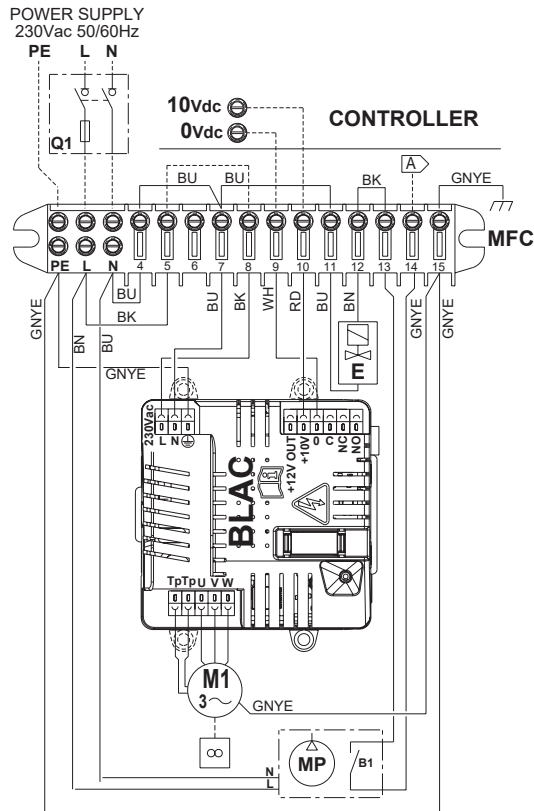 POWER SUPPLY
230Vac 50/60Hz
PE L N
Q1
10Vdc
0Vdc
CONTROLLER
A
BU BU BK GNYE
MFC
PE L N 4 5 6 7 8 9 10 11 12 13 14 15
GNYE BN BU BU BK BU BK WH RD BU BN GNYE GNYE
GNYE
E
230Vac
L N
+12V OUT +10V 0 C NC NO
BLAC
i
Tp Tp U V W
M1
3~
GNYE
N
L
MP
B1